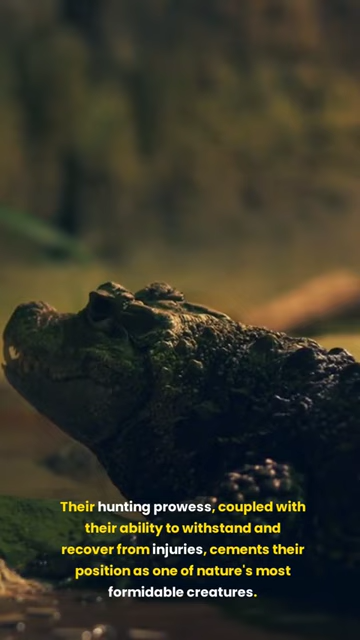 Their hunting prowess, coupled with
their ability to withstand and
recover from injuries, cements their
position as one of nature's most
formidable creatures.